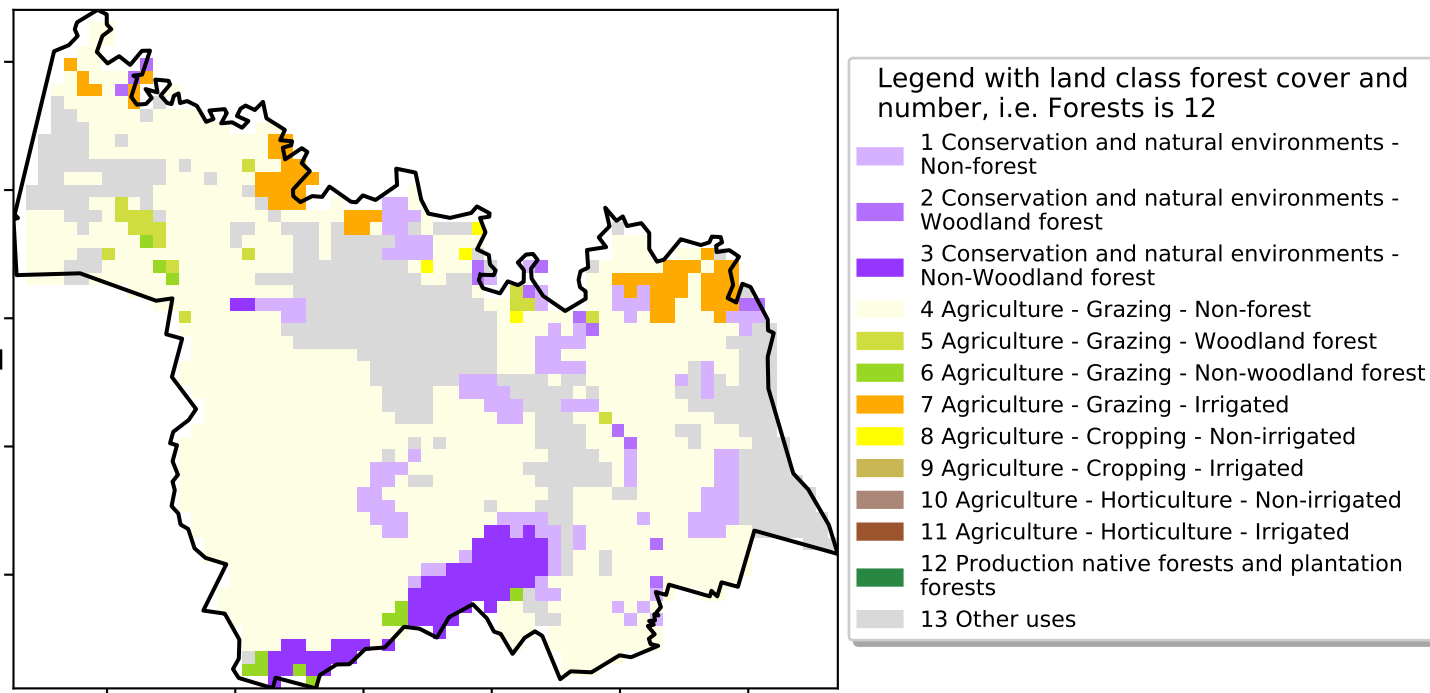 Legend with land class forest cover and
number, i.e. Forests is 12
1 Conservation and natural environments -
Non-forest
2 Conservation and natural environments -
Woodland forest
3 Conservation and natural environments -
Non-Woodland forest
4 Agriculture - Grazing - Non-forest
5 Agriculture - Grazing - Woodland forest
6 Agriculture - Grazing - Non-woodland forest
7 Agriculture - Grazing - Irrigated
8 Agriculture - Cropping - Non-irrigated
9 Agriculture - Cropping - Irrigated
10 Agriculture - Horticulture - Non-irrigated
11 Agriculture - Horticulture - Irrigated
12 Production native forests and plantation
forests
13 Other uses